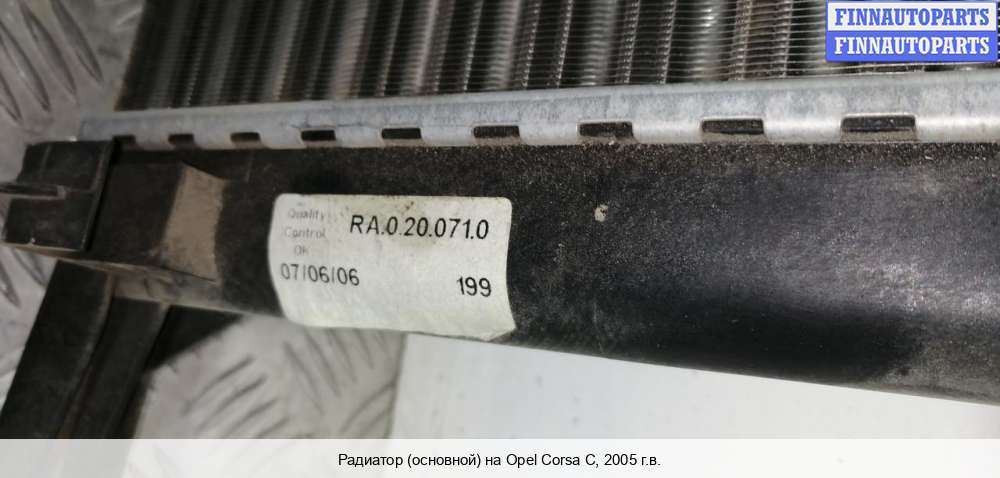 FINNAUTOPARTS
FINNAUTOPARTS
Quality
Control
OK
RA.0.20.071.0
07/06/06
199
Радиатор (основной) на Opel Corsa C, 2005 г.в.